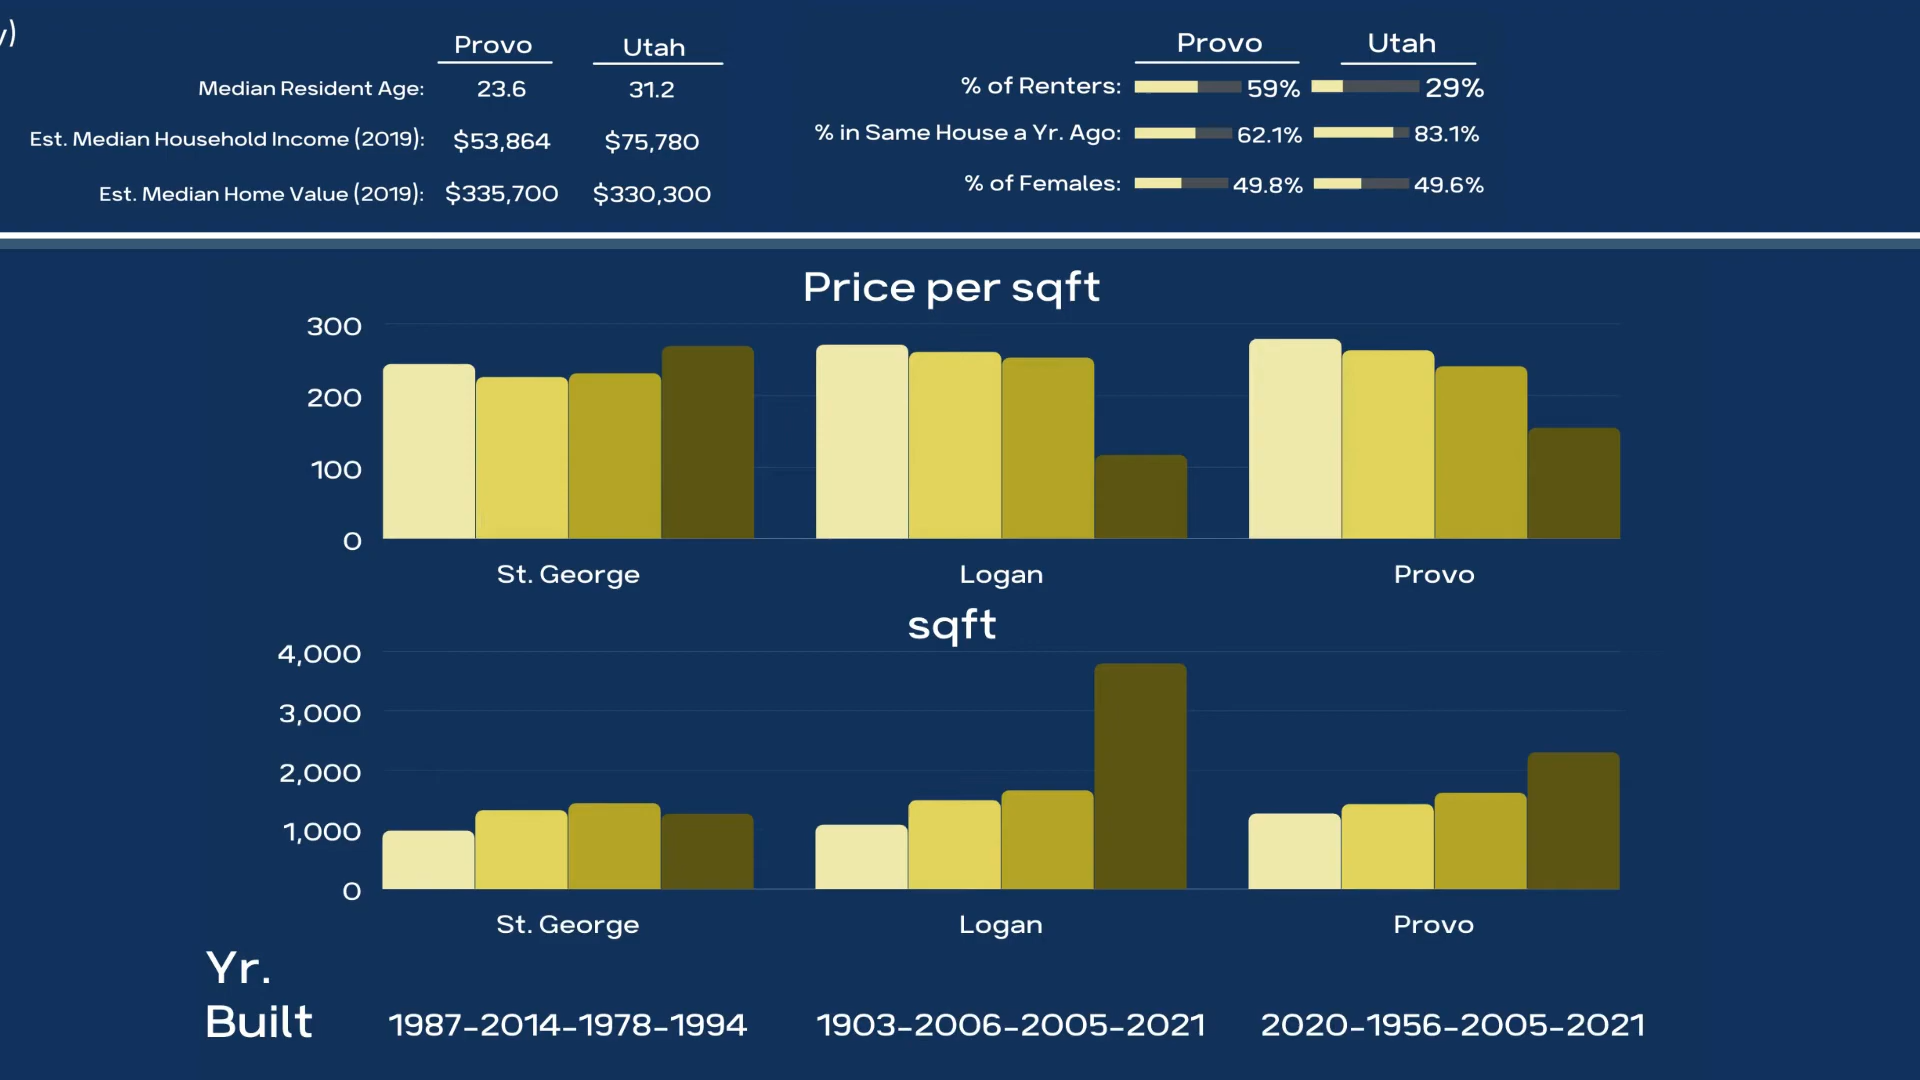 y)
Provo Utah
Median Resident Age: 23.6 31.2
Est. Median Household Income (2019): $53,864 $75,780
Est. Median Home Value (2019): $335,700 $330,300
Provo Utah
% of Renters: 59% 29%
% in Same House a Yr. Ago: 62.1% 83.1%
% of Females: 49.8% 49.6%
Price per sqft
300
200
100
0
St. George Logan Provo
sqft
4,000
3,000
2,000
1,000
0
St. George Logan Provo
Yr.
Built 1987-2014-1978-1994 1903-2006-2005-2021 2020-1956-2005-2021